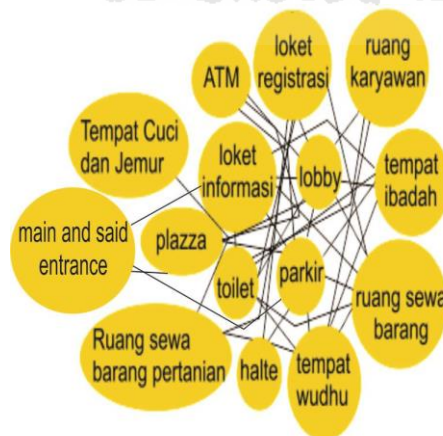 loket
registrasi
ruang
karyawan
ATM
Tempat Cuci
dan Jemur
loket
informasi
lobby
tempat
ibadah
main and said
entrance
plazza
toilet
parkir
ruang sewa
barang
Ruang sewa
barang pertanian
halte
tempat
wudhu